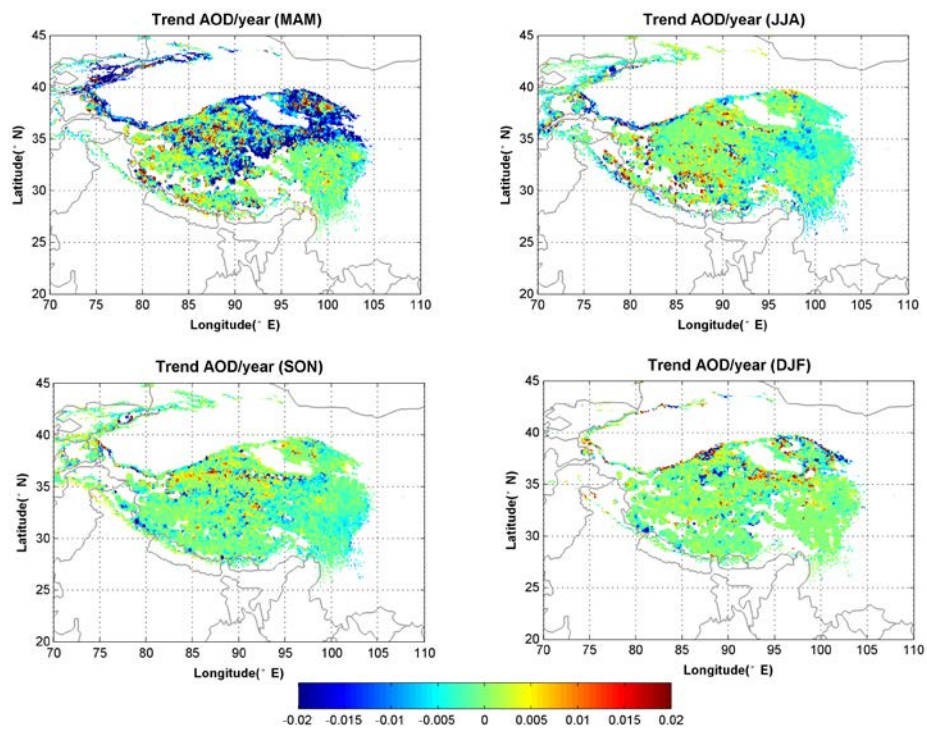 Trend AOD/year (MAM)
45
40
35
30
25
20
70 75 80 85 90 95 100 105 110
Latitude(° N)
Longitude(° E)
Trend AOD/year (JJA)
45
40
35
30
25
20
70 75 80 85 90 95 100 105 110
Latitude(° N)
Longitude(° E)
Trend AOD/year (SON)
45
40
35
30
25
20
70 75 80 85 90 95 100 105 110
Latitude(° N)
Longitude(° E)
Trend AOD/year (DJF)
45
40
35
30
25
20
70 75 80 85 90 95 100 105 110
Latitude(° N)
Longitude(° E)
-0.02 -0.015 -0.01 -0.005 0 0.005 0.01 0.015 0.02